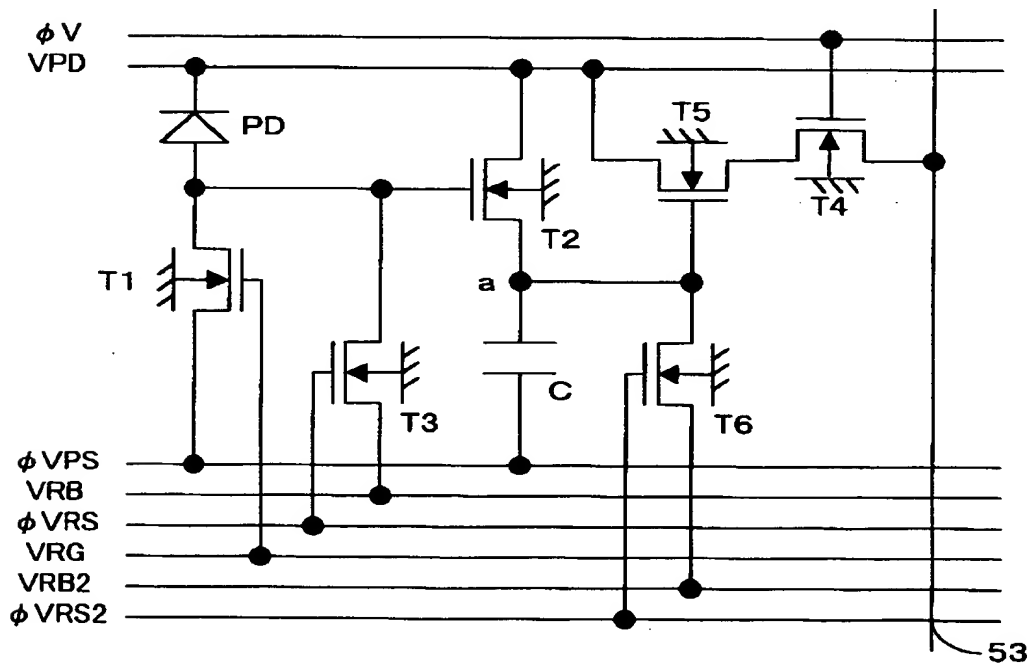 φV
VPD
PD
T5
T4
T2
T1
a
C
T3
T6
φVPS
VRB
φVRS
VRG
VRB2
φVRS2
53